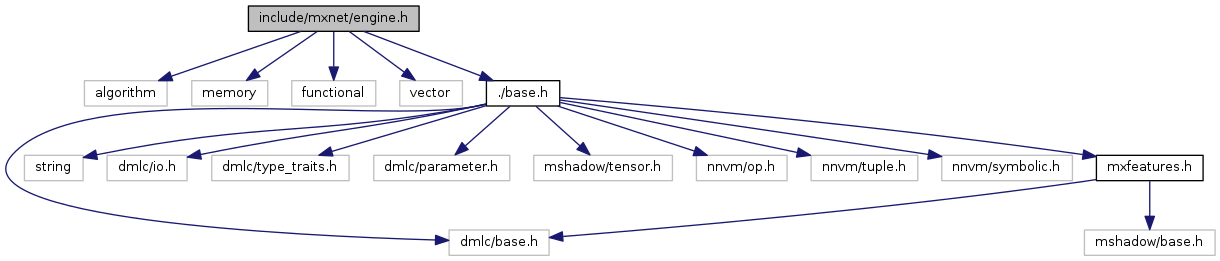 include/mxnet/engine.h
algorithm
memory
functional
vector
./base.h
string
dmlc/io.h
dmlc/type_traits.h
dmlc/parameter.h
mshadow/tensor.h
nnvm/op.h
nnvm/tuple.h
nnvm/symbolic.h
mxfeatures.h
dmlc/base.h
mshadow/base.h